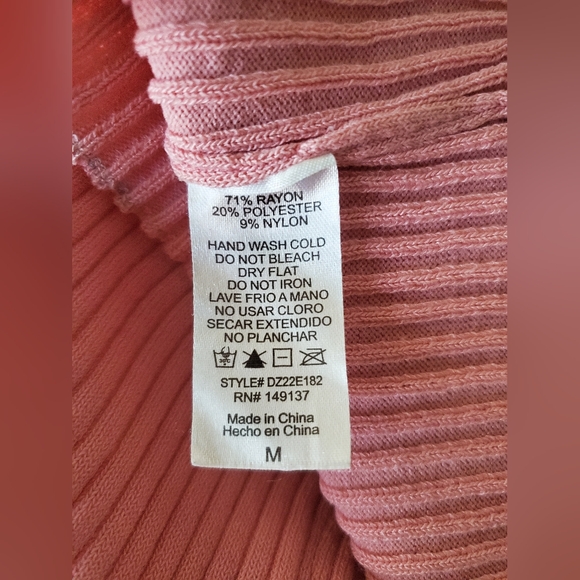 71% RAYON
20% POLYESTER
9% NYLON
HAND WASH COLD
DO NOT BLEACH
DRY FLAT
DO NOT IRON
LAVE FRIO A MANO
NO USAR CLORO
SECAR EXTENDIDO
NO PLANCHAR
STYLE# DZ22E182
RN# 149137
Made in China
Hecho en China
M